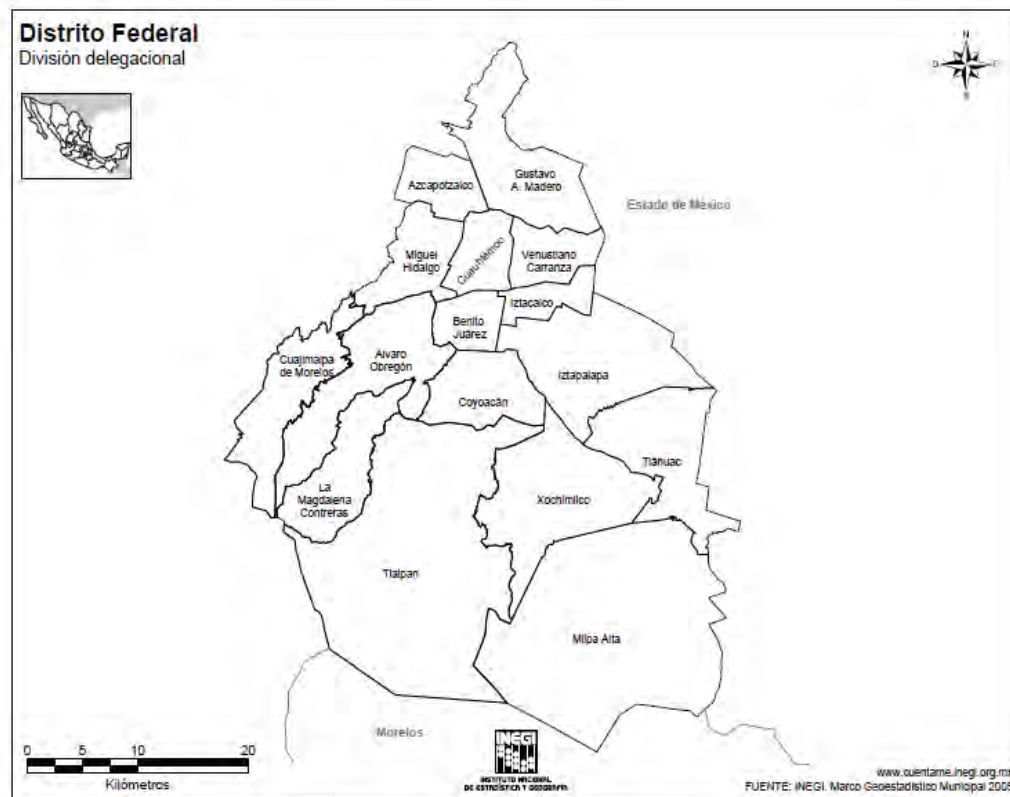 Distrito Federal
División delegacional
N
O
E
S
Gustavo
A. Madero
Azcapotzalco
Estado de México
Miguel
Hidalgo
Cuauhtémoc
Venustiano
Carranza
Iztacalco
Benito
Juárez
Cuajimalpa
de Morelos
Álvaro
Obregón
Iztapalapa
Coyoacán
Tláhuac
La
Magdalena
Contreras
Xochimilco
Tlalpan
Milpa Alta
Morelos
INEGI
INSTITUTO NACIONAL
DE ESTADÍSTICA Y GEOGRAFÍA
0 5 10 20
Kilómetros
www.cuentame.inegi.org.mx
FUENTE: INEGI. Marco Geoestadístico Municipal 2005